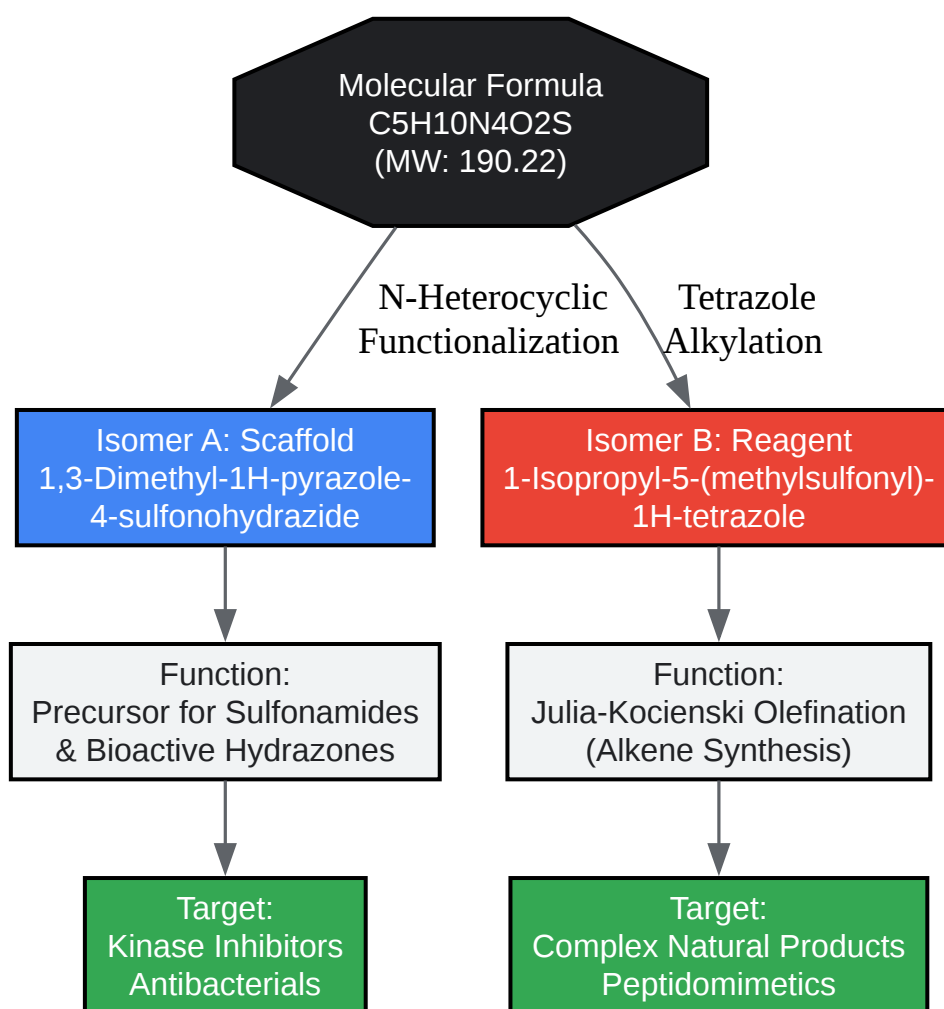 Molecular Formula
C5H10N4O2S
(MW: 190.22)
N-Heterocyclic
Functionalization
Tetrazole
Alkylation
Isomer A: Scaffold
1,3-Dimethyl-1H-pyrazole-
4-sulfonohydrazide
Isomer B: Reagent
1-Isopropyl-5-(methylsulfonyl)-
1H-tetrazole
Function:
Precursor for Sulfonamides
& Bioactive Hydrazones
Function:
Julia-Kocienski Olefination
(Alkene Synthesis)
Target:
Kinase Inhibitors
Antibacterials
Target:
Complex Natural Products
Peptidomimetics